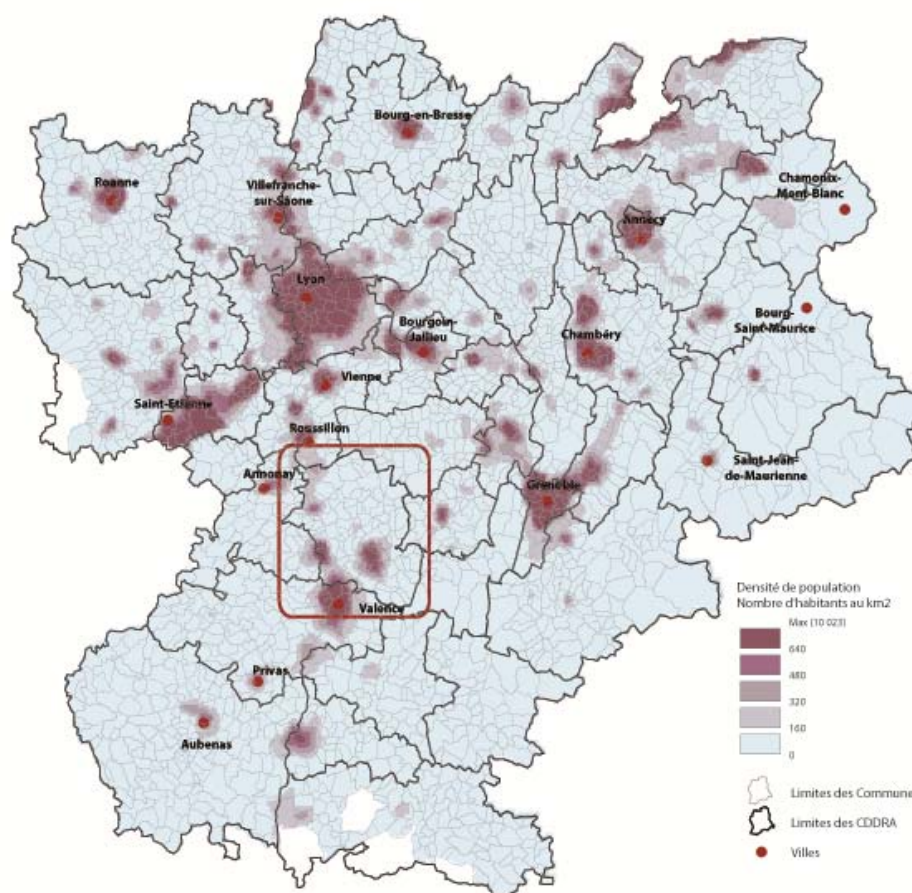 Bourg-en-Bresse
Roanne
Villefranche-
sur-Saone
Chamonix-
Mont-Blanc
Annecy
Lyon
Bourgoin-
Jallieu
Chambéry
Bourg-
Saint-Maurice
Vienne
Saint-Etienne
Roussillon
Annonay
Grenoble
Saint-Jean-
de-Maurienne
Valence
Privas
Aubenas
Densité de population
Nombre d'habitants au km2
Max (10 023)
640
480
320
160
0
Limites des Commune
Limites des CDDRA
Villes